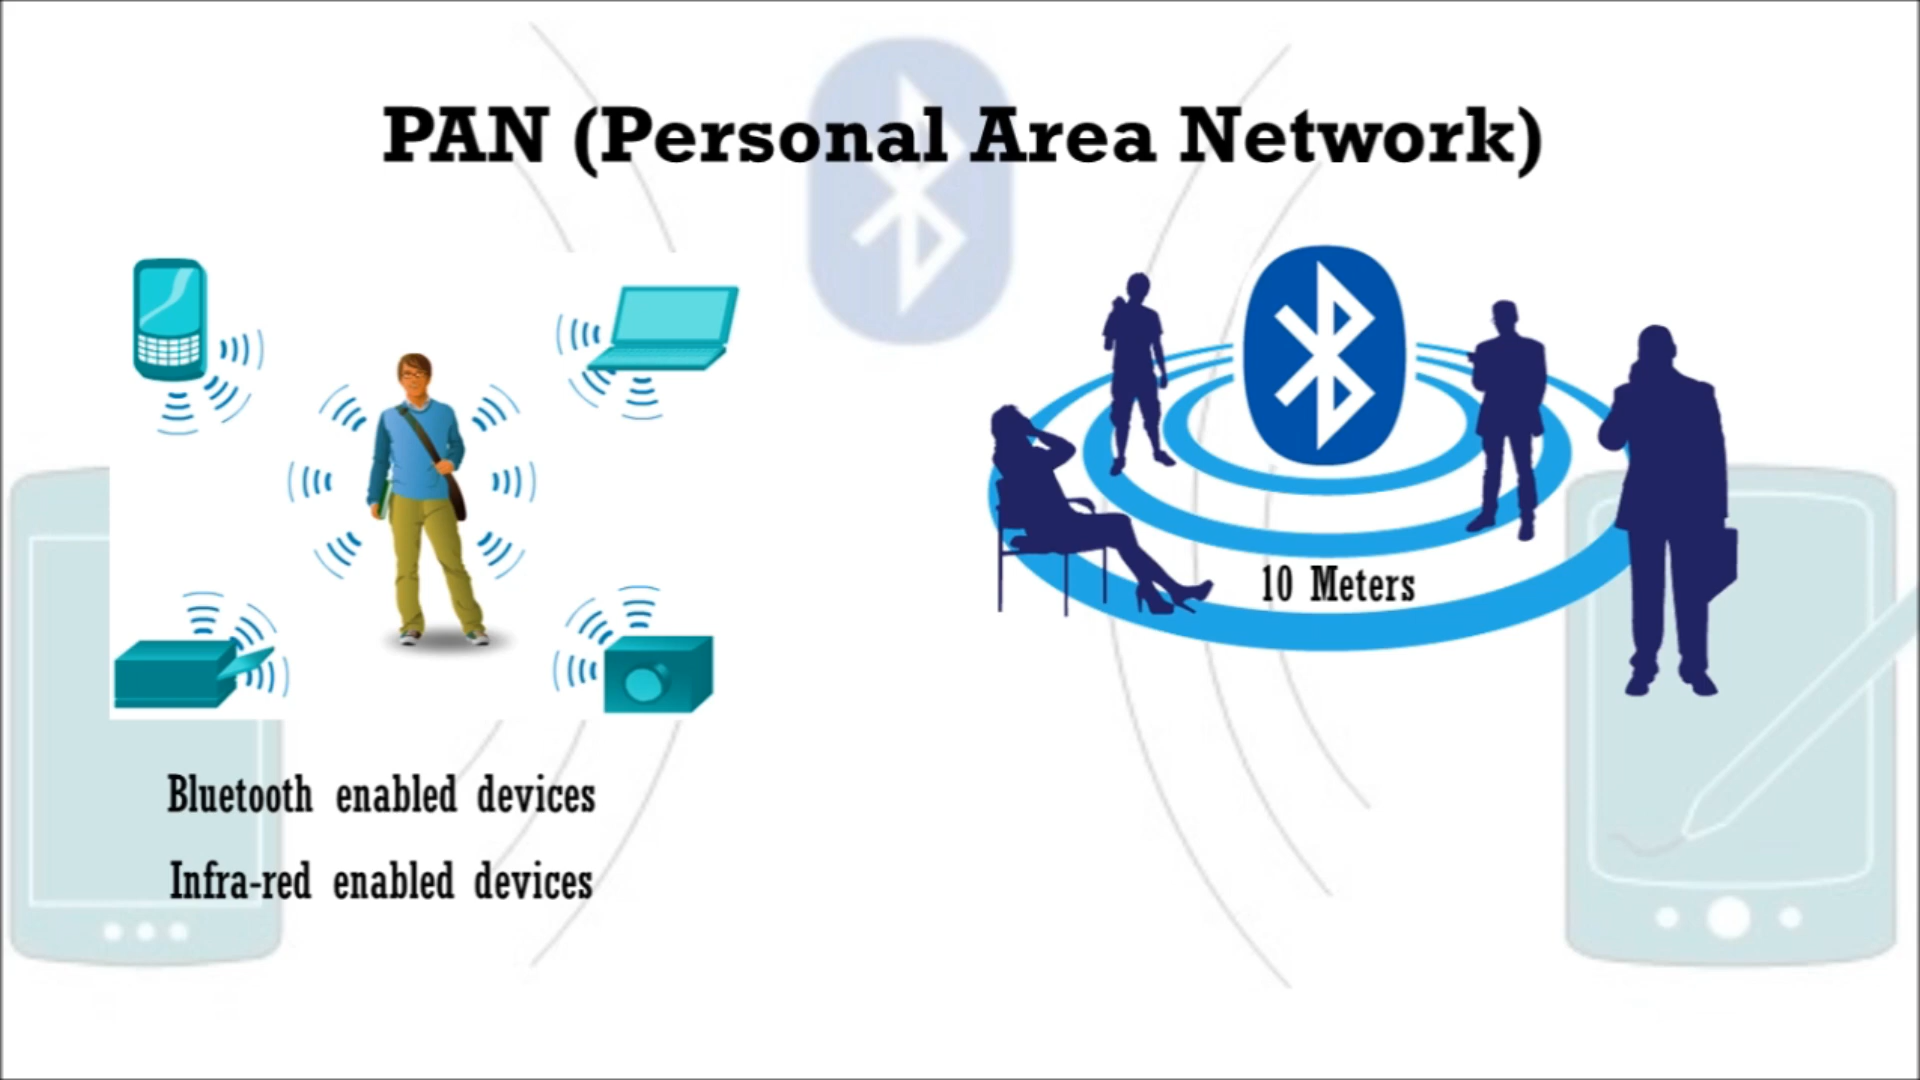 PAN (Personal Area Network)
10 Meters
Bluetooth enabled devices
Infra-red enabled devices